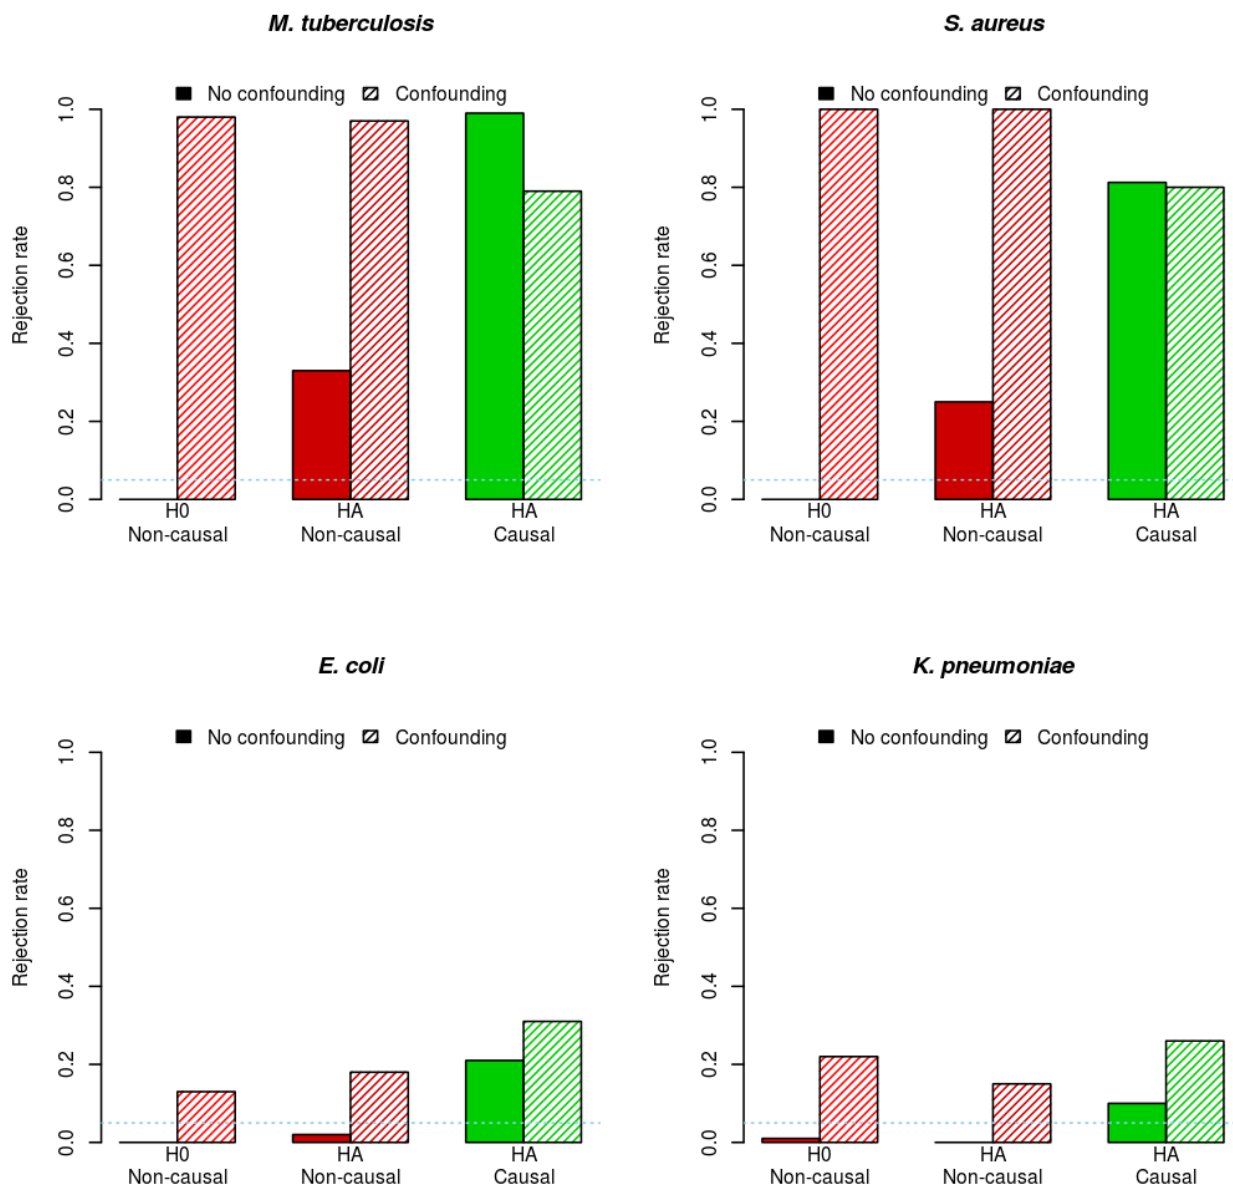 M. tuberculosis
No confounding Confounding
Rejection rate
1.0
0.8
0.6
0.4
0.2
0.0
H0 HA HA
Non-causal Non-causal Causal
S. aureus
No confounding Confounding
Rejection rate
1.0
0.8
0.6
0.4
0.2
0.0
H0 HA HA
Non-causal Non-causal Causal
E. coli
No confounding Confounding
Rejection rate
1.0
0.8
0.6
0.4
0.2
0.0
H0 HA HA
Non-causal Non-causal Causal
K. pneumoniae
No confounding Confounding
Rejection rate
1.0
0.8
0.6
0.4
0.2
0.0
H0 HA HA
Non-causal Non-causal Causal